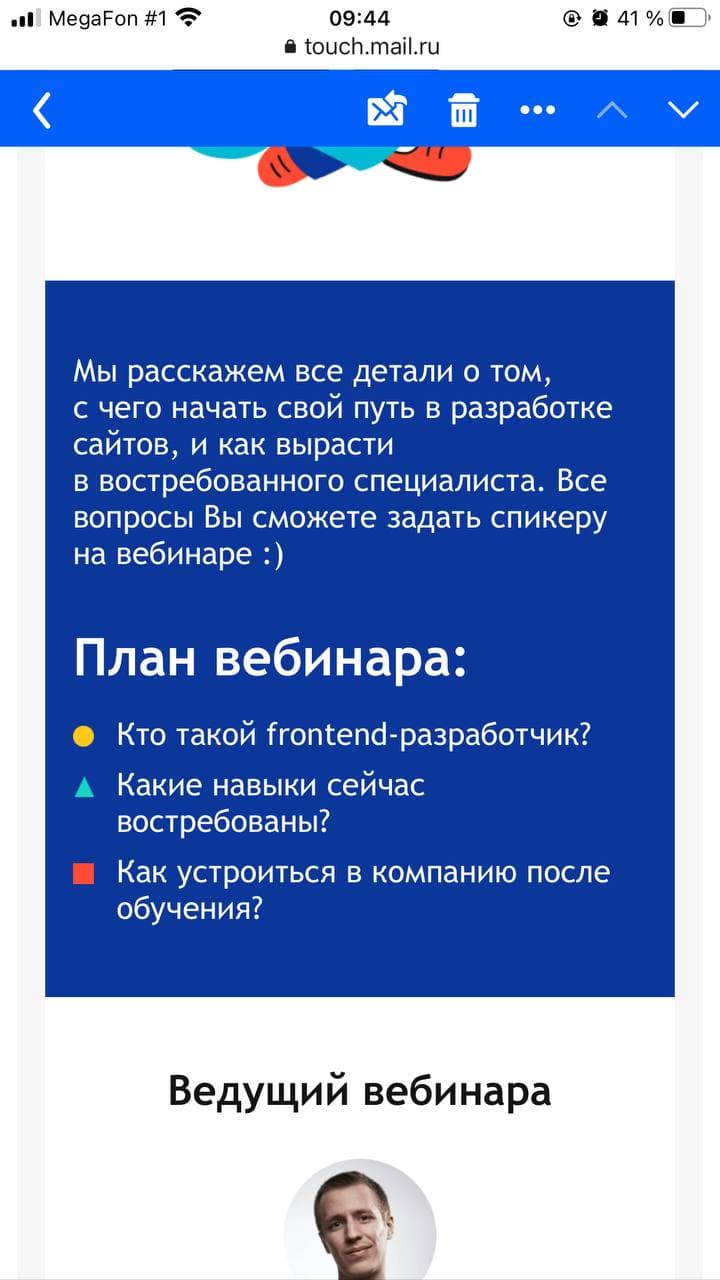 MegaFon #1 09:44 41 %
touch.mail.ru
Мы расскажем все детали о том,
с чего начать свой путь в разработке
сайтов, и как вырасти
в востребованного специалиста. Все
вопросы Вы сможете задать спикеру
на вебинаре :)
План вебинара:
Кто такой frontend-разработчик?
Какие навыки сейчас
востребованы?
Как устроиться в компанию после
обучения?
Ведущий вебинара